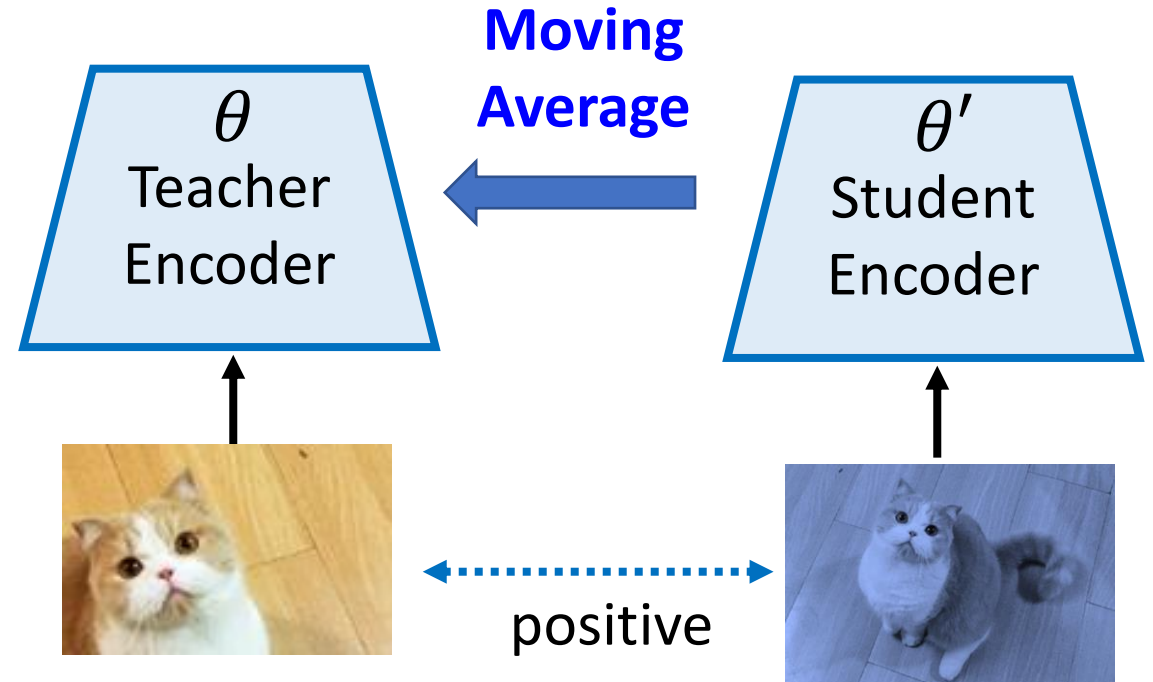 Moving
Average
θ
Teacher
Encoder
θ′
Student
Encoder
positive